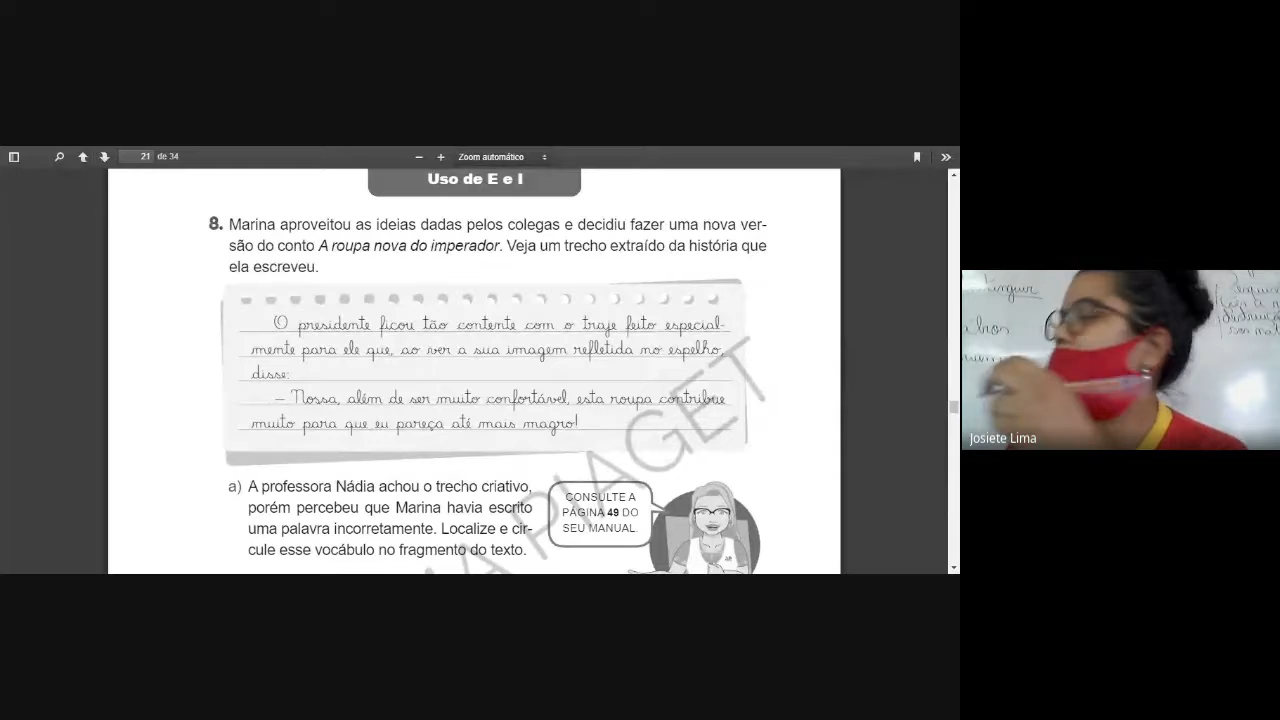 21 de 34
Zoom automático
Uso de E e I
8. Marina aproveitou as ideias dadas pelos colegas e decidiu fazer uma nova ver-
são do conto A roupa nova do imperador. Veja um trecho extraído da história que
ela escreveu.
O presidente ficou tão contente com o traje feito especial-
mente para ele que, ao ver a sua imagem refletida no espelho,
disse:
– Nossa, além de ser muito confortável, esta roupa contribue
muito para que eu pareça até mais magro!
a) A professora Nádia achou o trecho criativo,
porém percebeu que Marina havia escrito
uma palavra incorretamente. Localize e cir-
cule esse vocábulo no fragmento do texto.
CONSULTE A
PÁGINA 49 DO
SEU MANUAL.
PIAGET
Josiete Lima